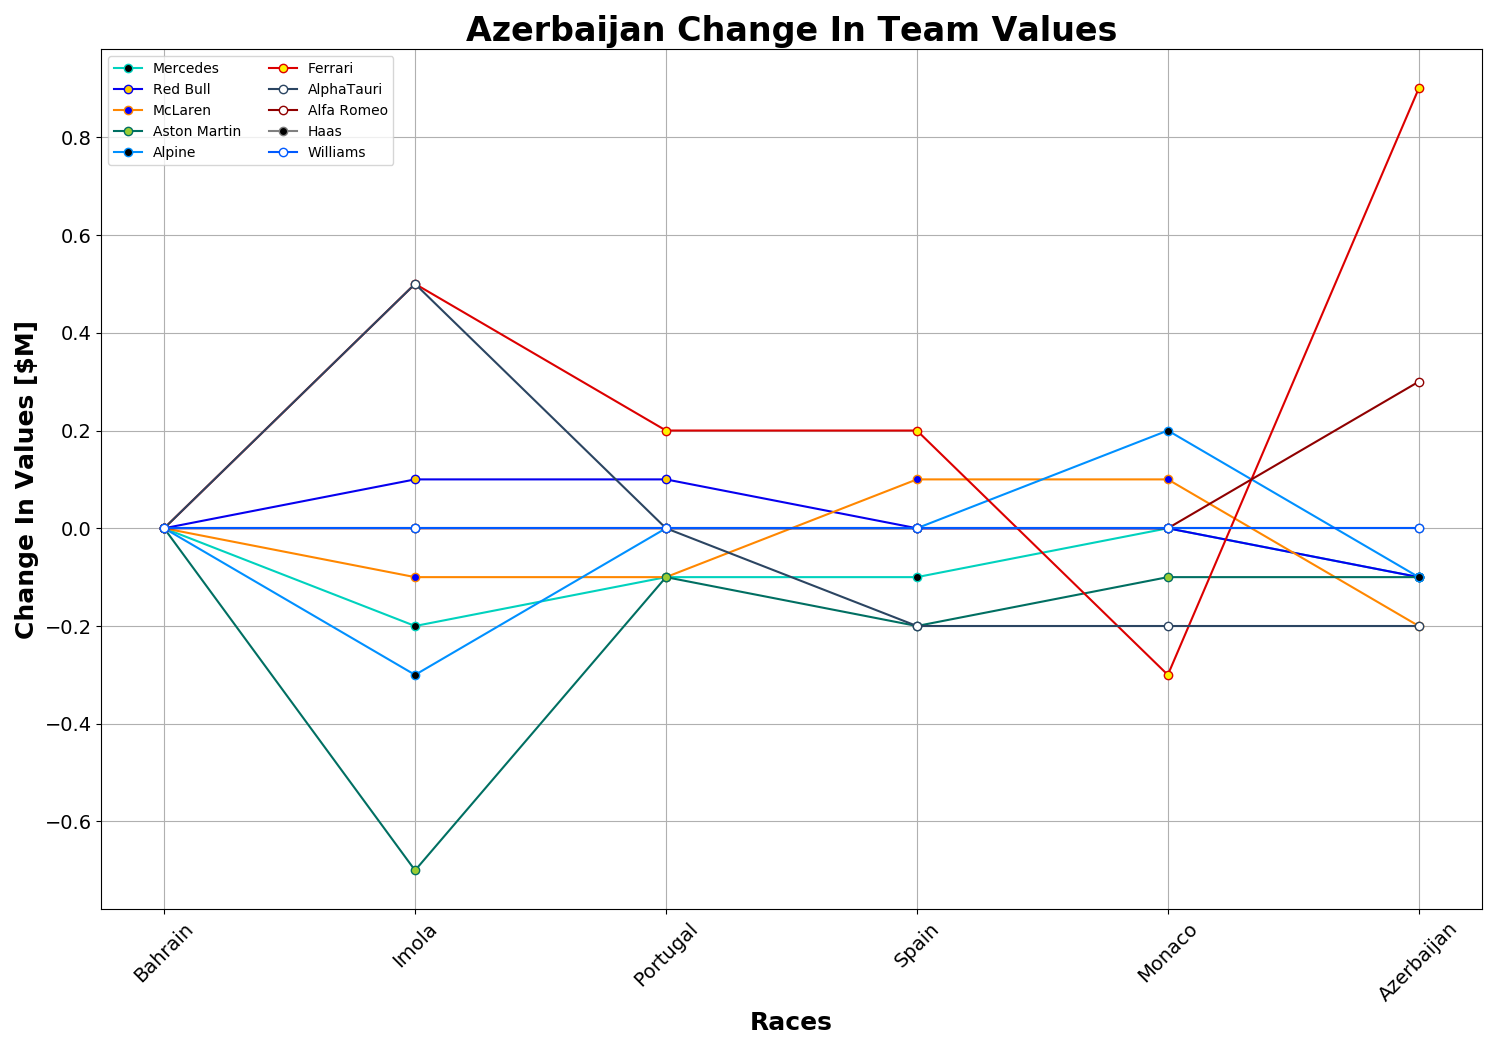 Azerbaijan Change In Team Values
Mercedes
Red Bull
McLaren
Aston Martin
Alpine
Ferrari
AlphaTauri
Alfa Romeo
Haas
Williams
Change In Values [$M]
0.8
0.6
0.4
0.2
0.0
−0.2
−0.4
−0.6
Bahrain
Imola
Portugal
Spain
Monaco
Azerbaijan
Races